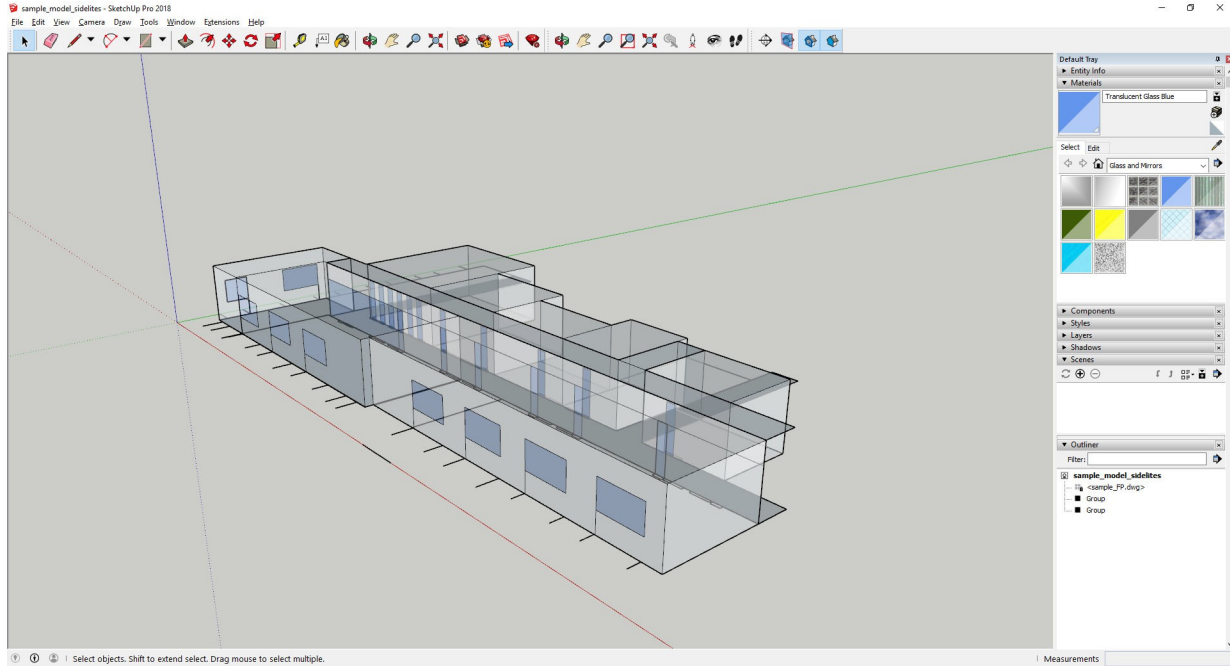 sample_model_sidelites - SketchUp Pro 2018
File Edit View Camera Draw Tools Window Extensions Help
Default Tray
Entity Info
Materials
Translucent Glass Blue
Select Edit
Glass and Mirrors
Components
Styles
Layers
Shadows
Scenes
Outliner
Filter:
sample_model_sidelites
<sample_FP.dwg>
Group
Group
Select objects. Shift to extend select. Drag mouse to select multiple.
Measurements